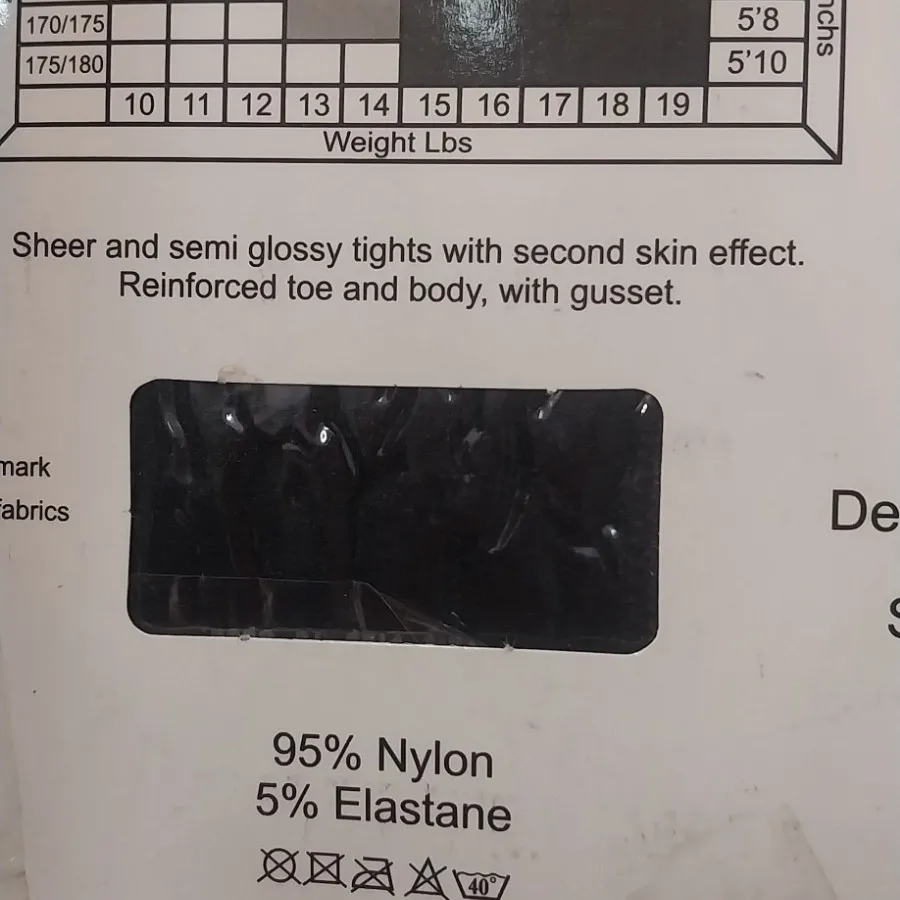 170/175
5’8
175/180
5’10
nchs
10 11 12 13 14 15 16 17 18 19
Weight Lbs
Sheer and semi glossy tights with second skin effect.
Reinforced toe and body, with gusset.
mark
fabrics
De
S
95% Nylon
5% Elastane
40°